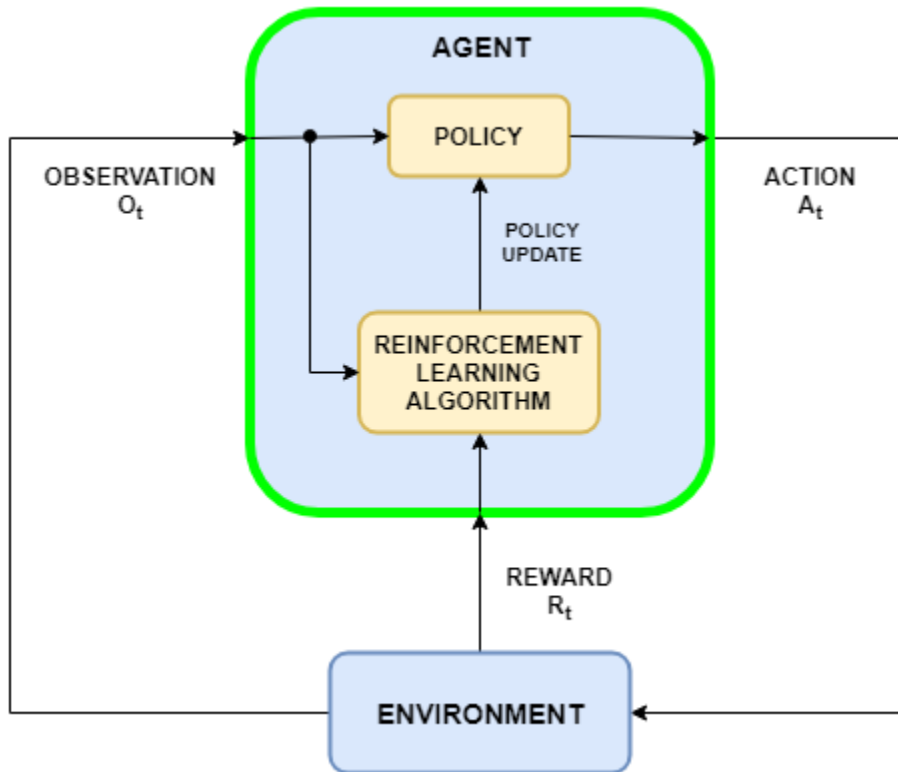 AGENT
POLICY
OBSERVATION
Oₜ
ACTION
Aₜ
POLICY
UPDATE
REINFORCEMENT
LEARNING
ALGORITHM
REWARD
Rₜ
ENVIRONMENT